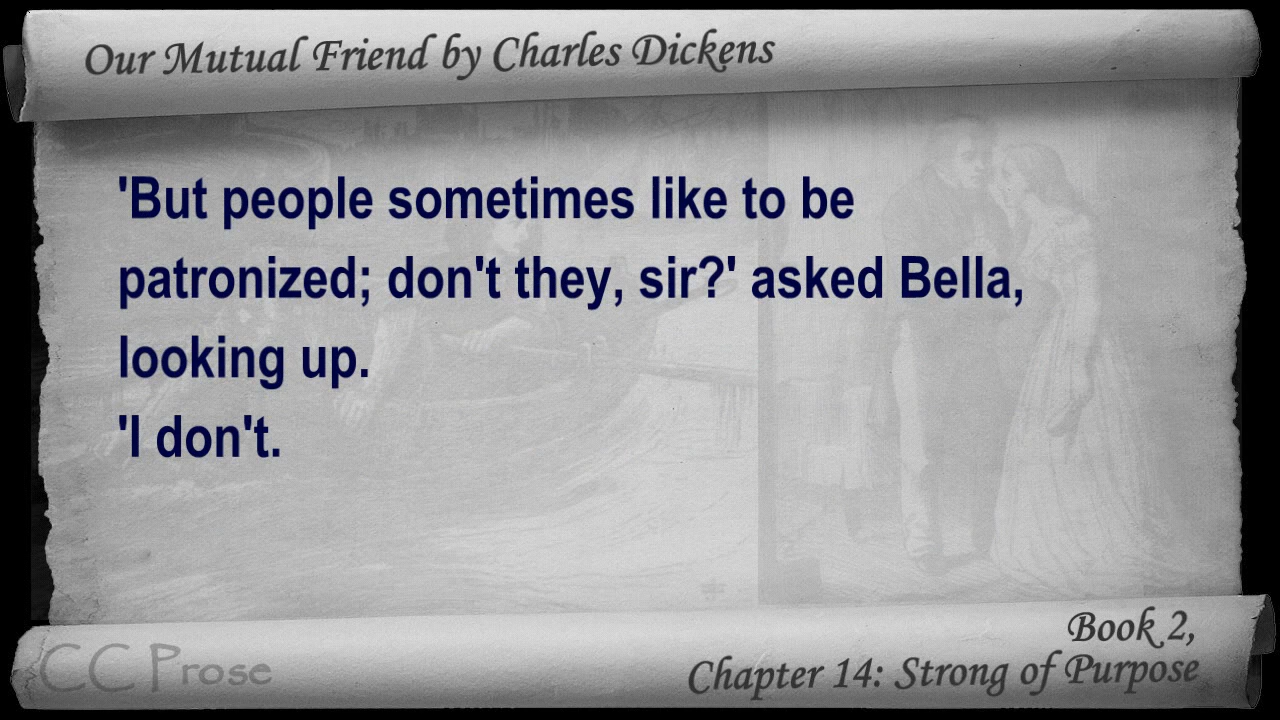 Our Mutual Friend by Charles Dickens
'But people sometimes like to be
patronized; don't they, sir?' asked Bella,
looking up.
'I don't.
Book 2,
Chapter 14: Strong of Purpose
CC Prose